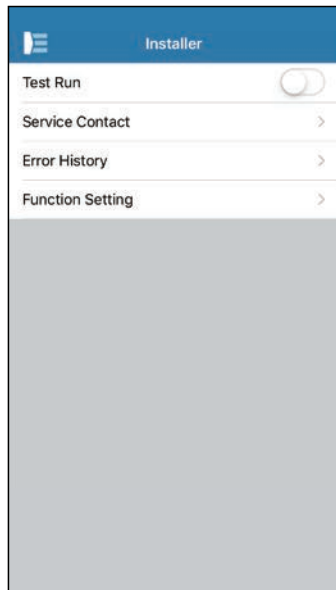 Installer
Test Run
Service Contact
Error History
Function Setting